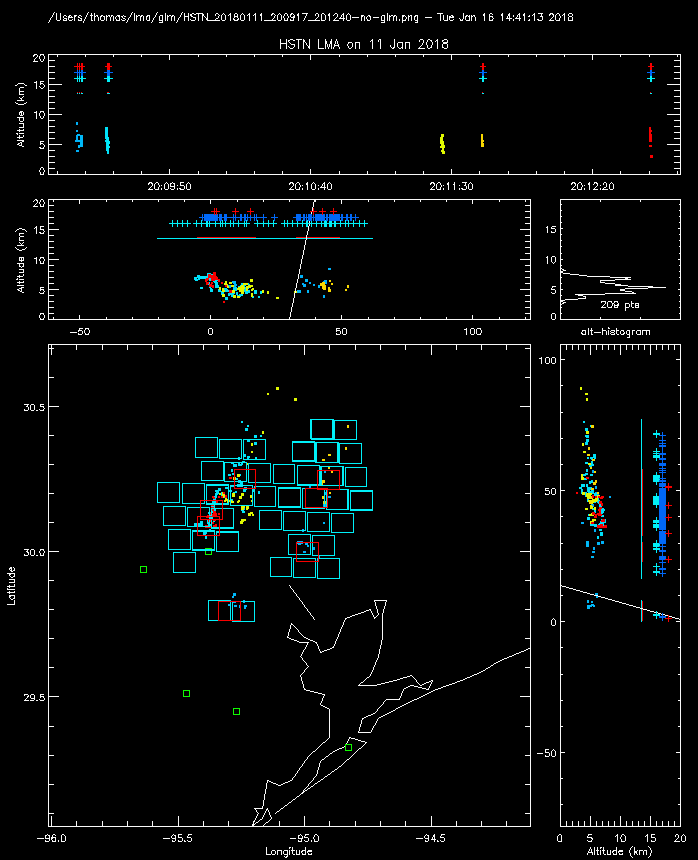 /Users/thomas/lma/glm/HSTN_20180111_200917_201240-no-glm.png – Tue Jan 16 14:41:13 2018
HSTN LMA on 11 Jan 2018
20
15
10
5
0
Altitude (km)
20:09:50 20:10:40 20:11:30 20:12:20
20
15
10
5
0
Altitude (km)
−50 0 50 100
15
10
5
0
209 pts
alt-histogram
30.5
30.0
29.5
Latitude
−96.0 −95.5 −95.0 −94.5
Longitude
100
50
0
−50
0 5 10 15 20
Altitude (km)